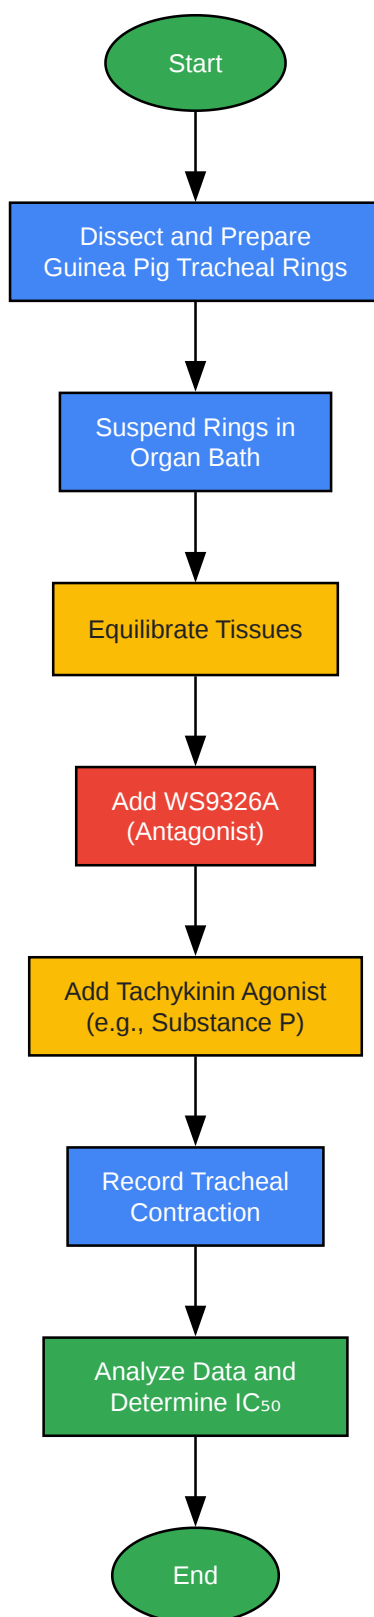 Start
Dissect and Prepare
Guinea Pig Tracheal Rings
Suspend Rings in
Organ Bath
Equilibrate Tissues
Add WS9326A
(Antagonist)
Add Tachykinin Agonist
(e.g., Substance P)
Record Tracheal
Contraction
Analyze Data and
Determine IC₅₀
End